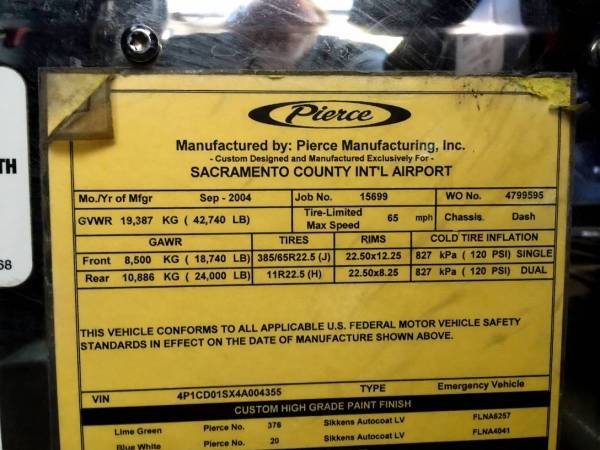 Pierce
Manufactured by: Pierce Manufacturing, Inc.
- Custom Designed and Manufactured Exclusively For -
SACRAMENTO COUNTY INT'L AIRPORT
Mo./Yr of Mfgr Sep - 2004 Job No. 15699 WO No. 4799595
GVWR 19,387 KG ( 42,740 LB) Tire-Limited Max Speed 65 mph Chassis. Dash
GAWR TIRES RIMS COLD TIRE INFLATION
Front 8,500 KG ( 18,740 LB) 385/65R22.5 (J) 22.50x12.25 827 kPa ( 120 PSI) SINGLE
Rear 10,886 KG ( 24,000 LB) 11R22.5 (H) 22.50x8.25 827 kPa ( 120 PSI) DUAL
THIS VEHICLE CONFORMS TO ALL APPLICABLE U.S. FEDERAL MOTOR VEHICLE SAFETY
STANDARDS IN EFFECT ON THE DATE OF MANUFACTURE SHOWN ABOVE.
VIN 4P1CD01SX4A004355 TYPE Emergency Vehicle
CUSTOM HIGH GRADE PAINT FINISH
Lime Green Pierce No. 376 Sikkens Autocoat LV FLNA6257
Blue White Pierce No. 20 Sikkens Autocoat LV FLNA4041
TH
68